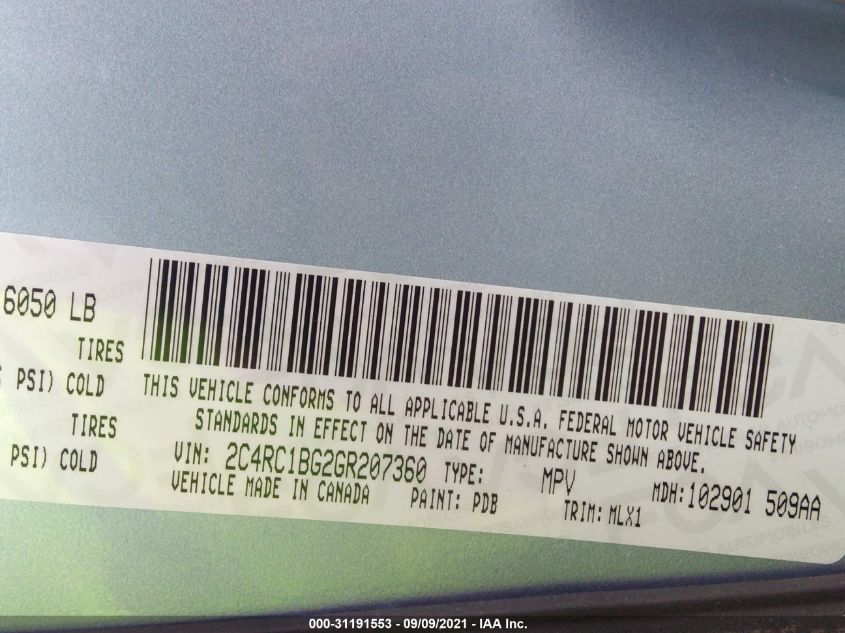 6050 LB
TIRES
PSI) COLD
TIRES
PSI) COLD
THIS VEHICLE CONFORMS TO ALL APPLICABLE U.S.A. FEDERAL MOTOR VEHICLE SAFETY
STANDARDS IN EFFECT ON THE DATE OF MANUFACTURE SHOWN ABOVE.
VIN: 2C4RC1BG2GR207360 TYPE: MPV MDH:102901 509AA
VEHICLE MADE IN CANADA PAINT: PDB TRIM: MLX1
000-31191553 - 09/09/2021 - IAA Inc.